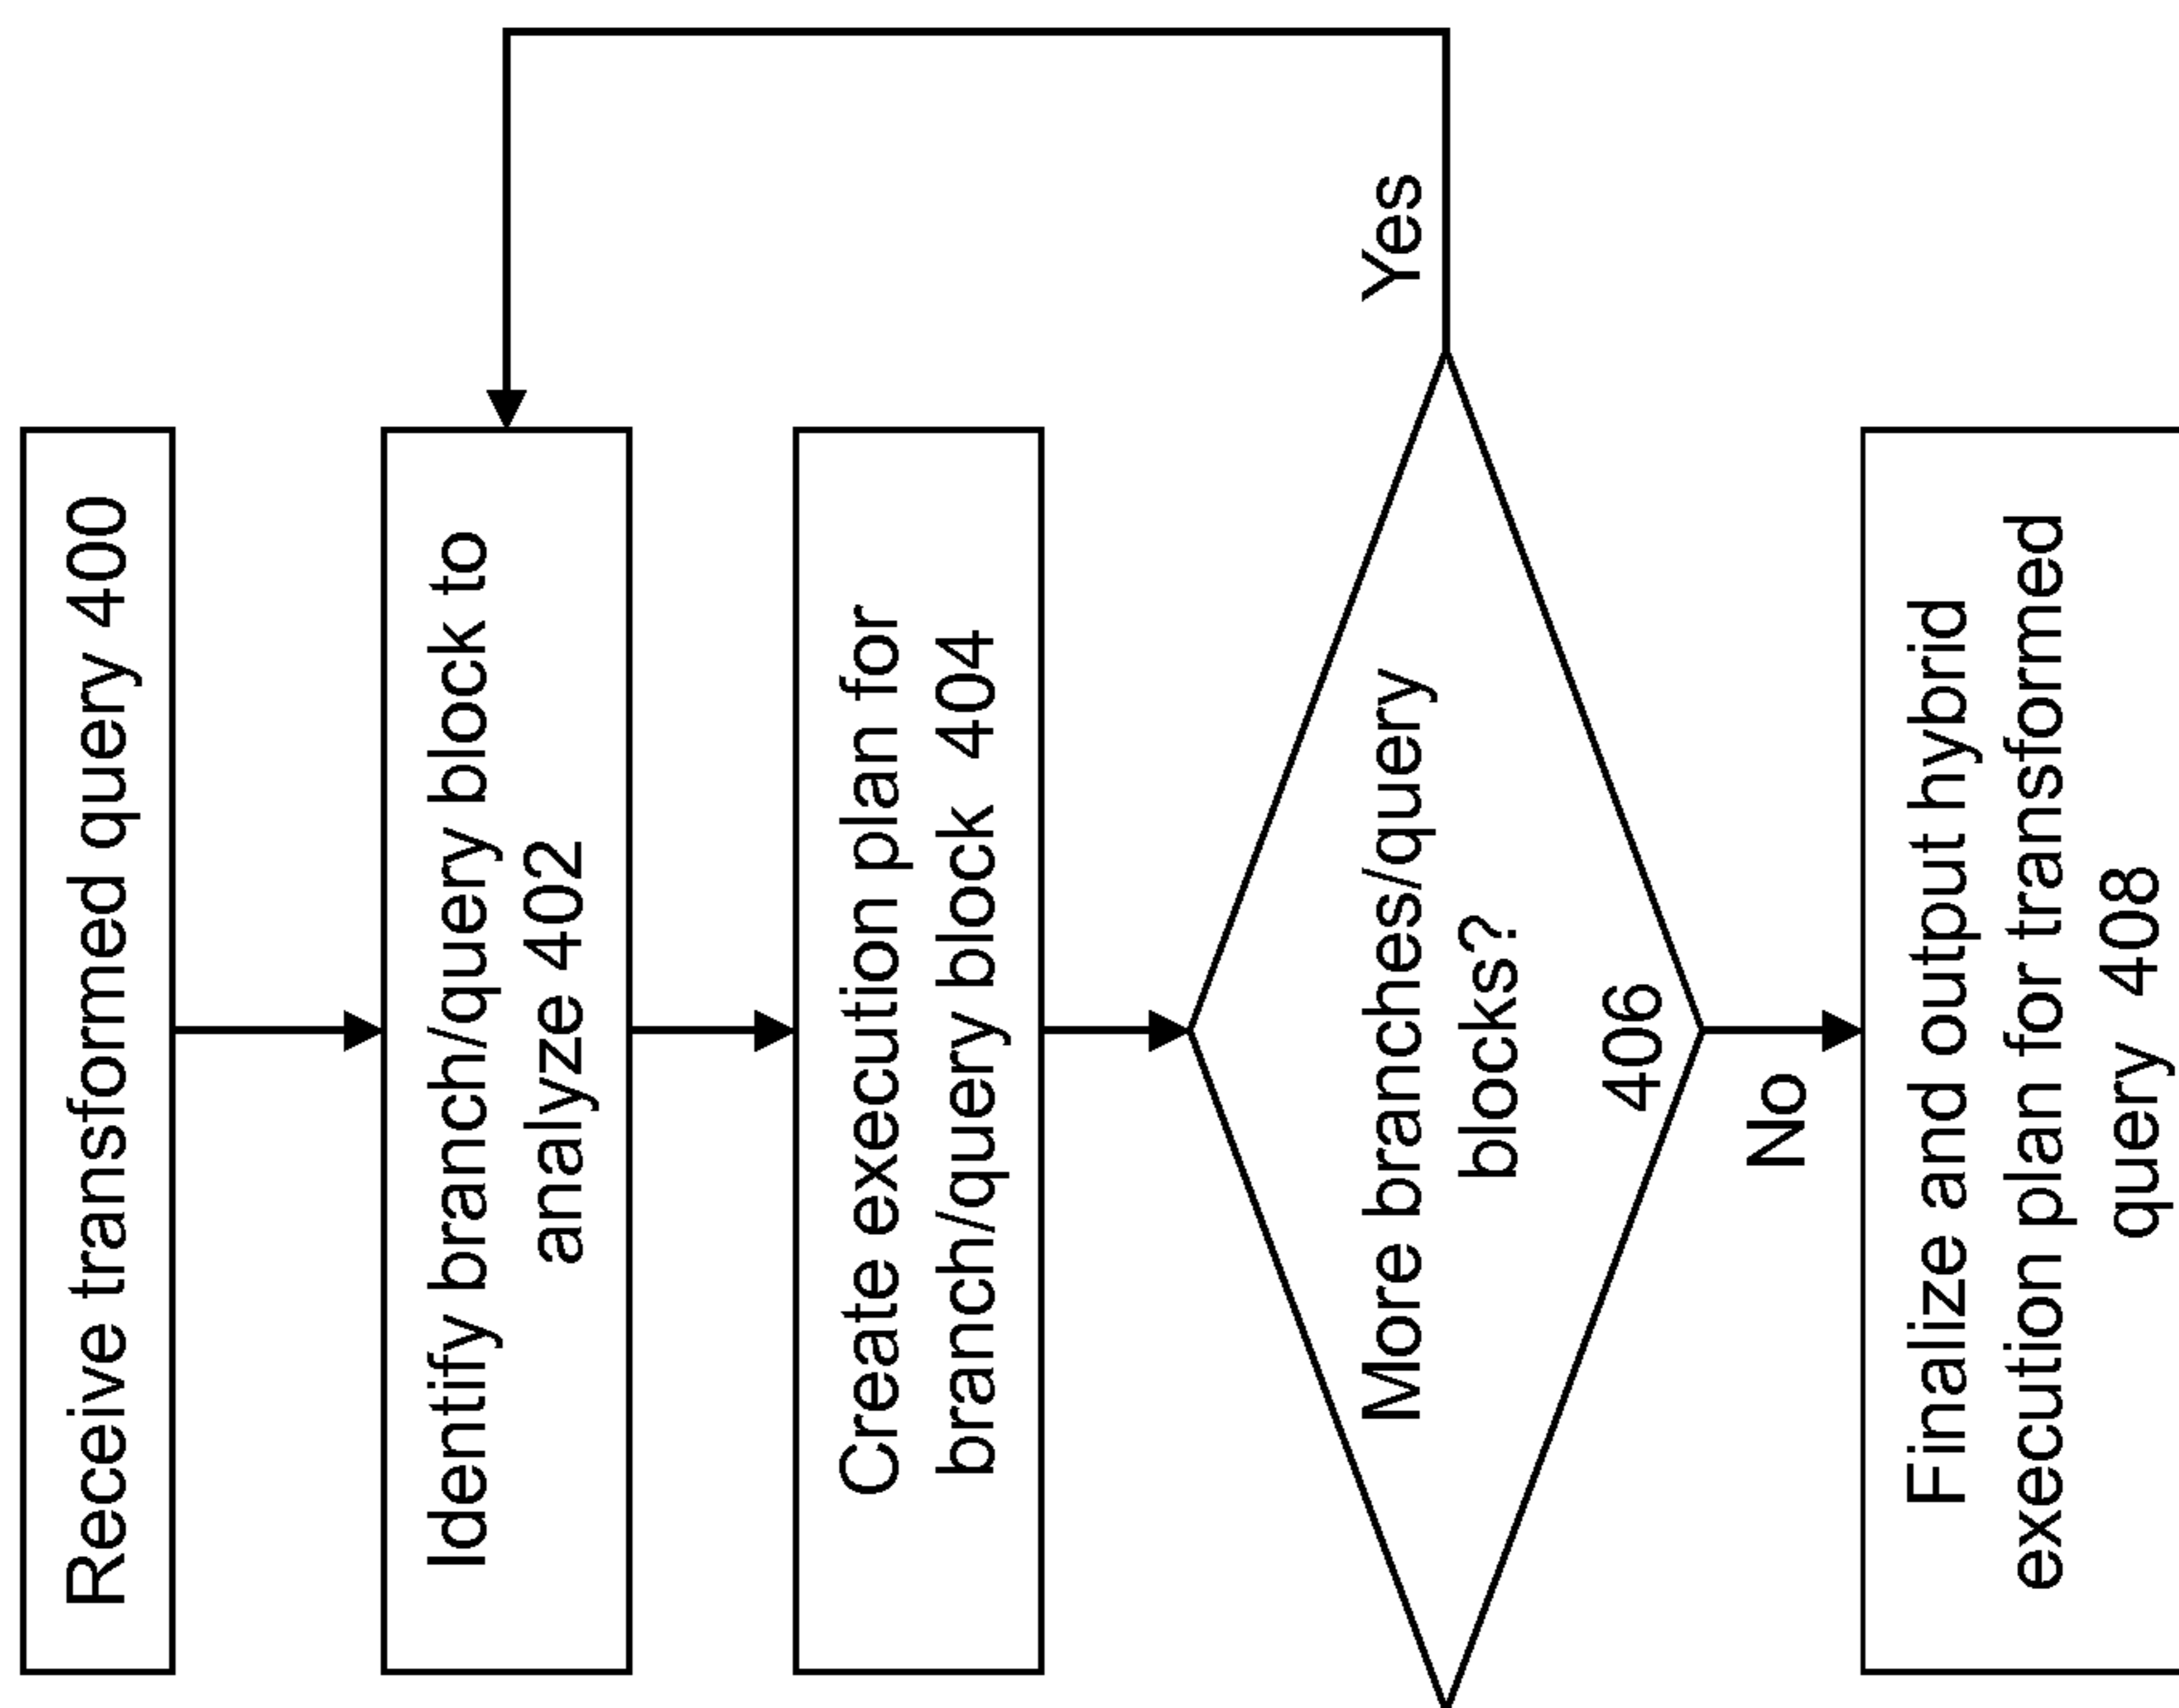 Receive transformed query 400
Identify branch/query block to
analyze 402
Create execution plan for
branch/query block 404
More branches/query
blocks?
406
Yes
No
Finalize and output hybrid
execution plan for transformed
query 408